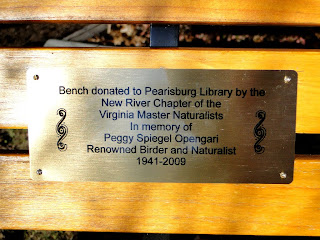 Bench donated to Pearisburg Library by the
New River Chapter of the
Virginia Master Naturalists
In memory of
Peggy Spiegel Opengari
Renowned Birder and Naturalist
1941-2009